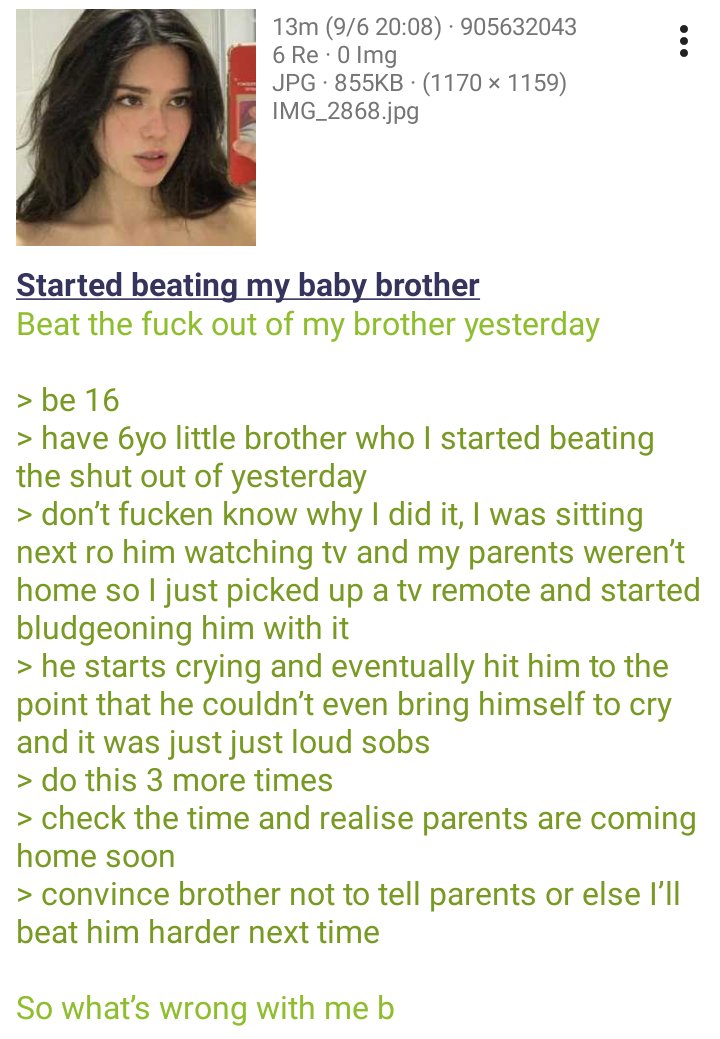 13m (9/6 20:08) · 905632043
6 Re · 0 Img
JPG · 855KB · (1170 × 1159)
IMG_2868.jpg
Started beating my baby brother
Beat the fuck out of my brother yesterday
> be 16
> have 6yo little brother who I started beating
the shut out of yesterday
> don’t fucken know why I did it, I was sitting
next ro him watching tv and my parents weren’t
home so I just picked up a tv remote and started
bludgeoning him with it
> he starts crying and eventually hit him to the
point that he couldn’t even bring himself to cry
and it was just just loud sobs
> do this 3 more times
> check the time and realise parents are coming
home soon
> convince brother not to tell parents or else I’ll
beat him harder next time
So what’s wrong with me b